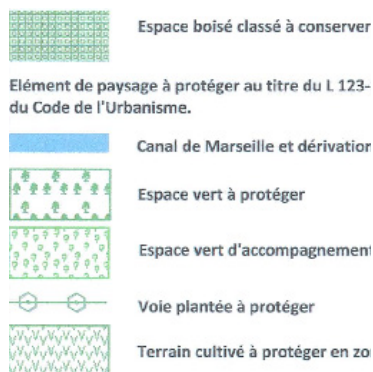 Espace boisé classé à conserver
Elément de paysage à protéger au titre du L 123-
du Code de l'Urbanisme.
Canal de Marseille et dérivation
Espace vert à protéger
Espace vert d'accompagnement
Voie plantée à protéger
Terrain cultivé à protéger en zo